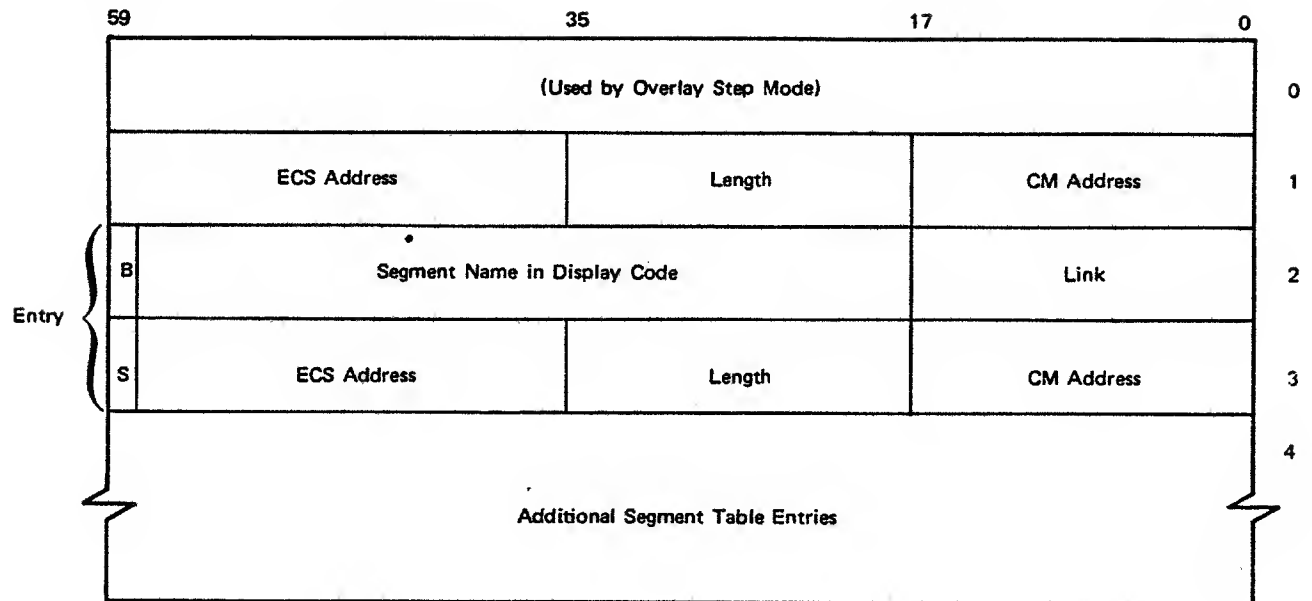 59 35 17 0
(Used by Overlay Step Mode) 0
ECS Address Length CM Address 1
B Segment Name in Display Code Link 2
Entry
S ECS Address Length CM Address 3
4
Additional Segment Table Entries